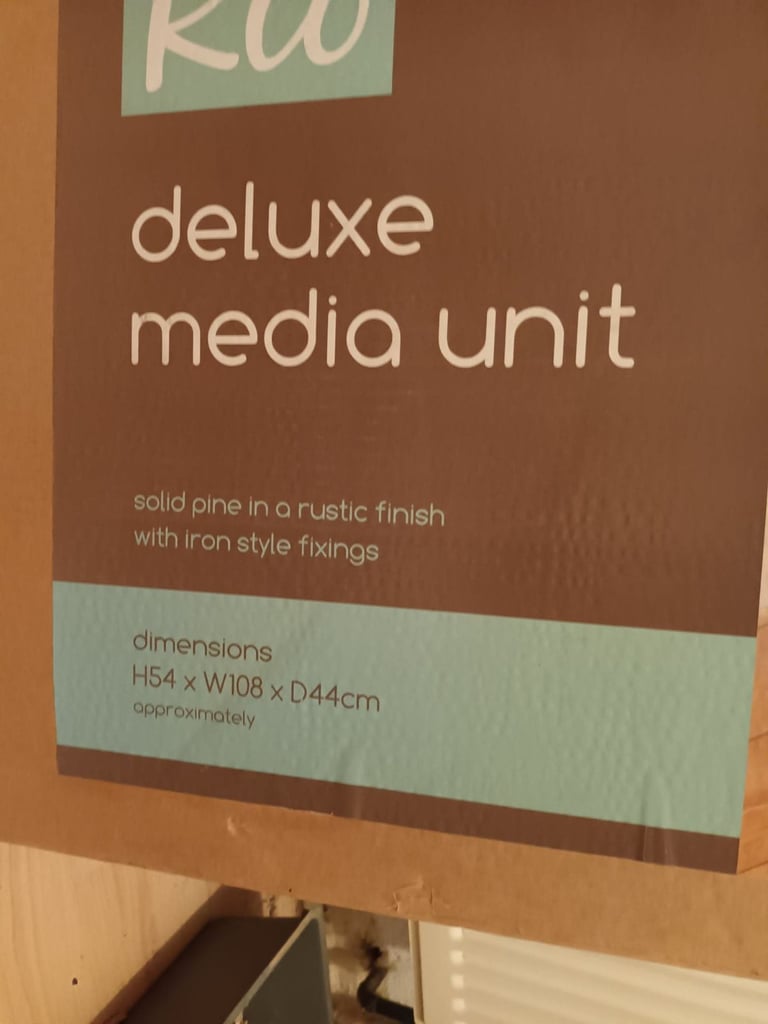 deluxe
media unit
solid pine in a rustic finish
with iron style fixings
dimensions
H54 x W108 x D44cm
approximately